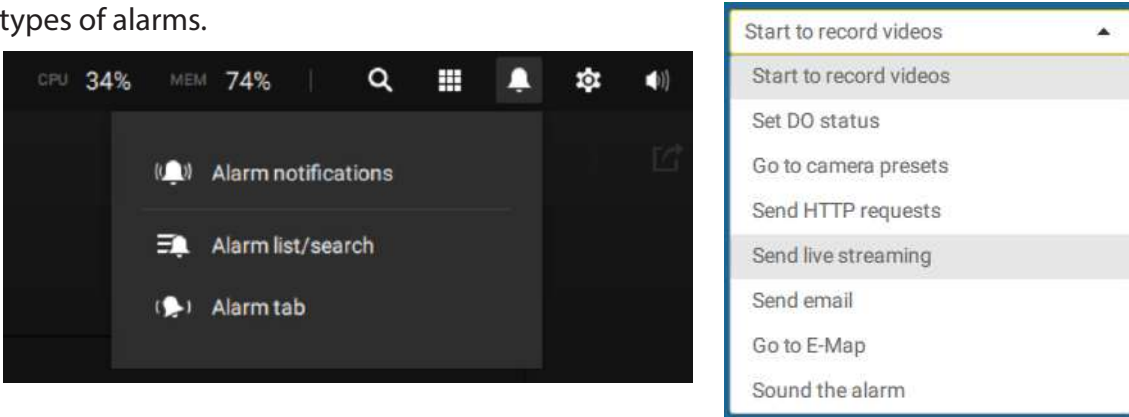 types of alarms.
CPU 34% MEM 74%
Alarm notifications
Alarm list/search
Alarm tab
Start to record videos
Start to record videos
Set DO status
Go to camera presets
Send HTTP requests
Send live streaming
Send email
Go to E-Map
Sound the alarm